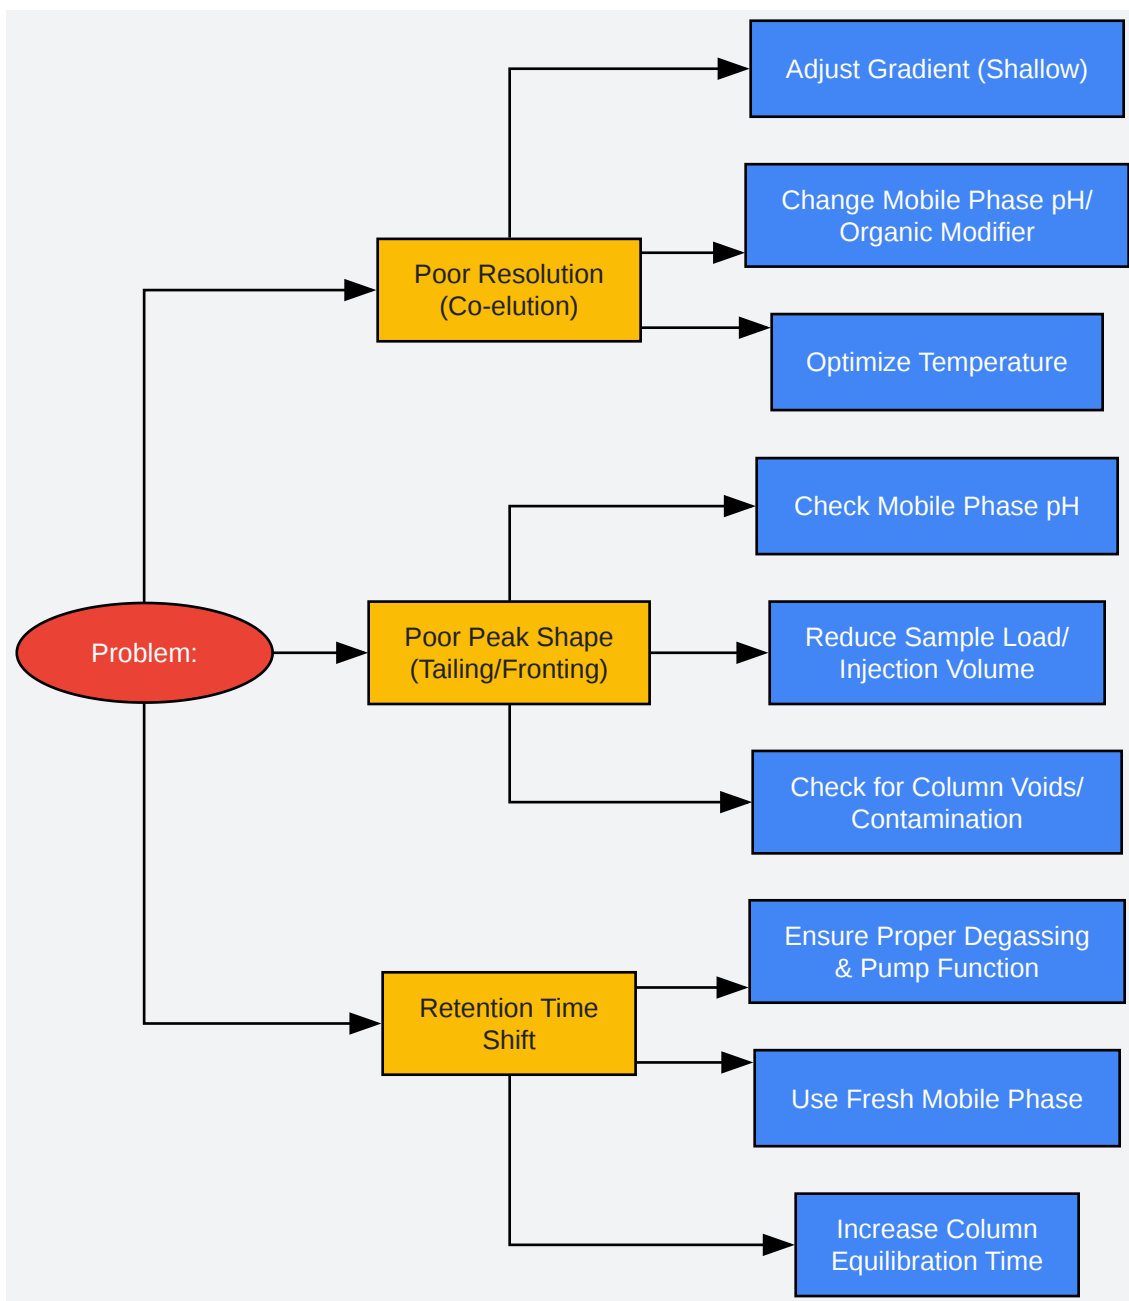 Adjust Gradient (Shallow)
Change Mobile Phase pH/
Organic Modifier
Poor Resolution
(Co-elution)
Optimize Temperature
Check Mobile Phase pH
Problem:
Poor Peak Shape
(Tailing/Fronting)
Reduce Sample Load/
Injection Volume
Check for Column Voids/
Contamination
Ensure Proper Degassing
& Pump Function
Retention Time
Shift
Use Fresh Mobile Phase
Increase Column
Equilibration Time